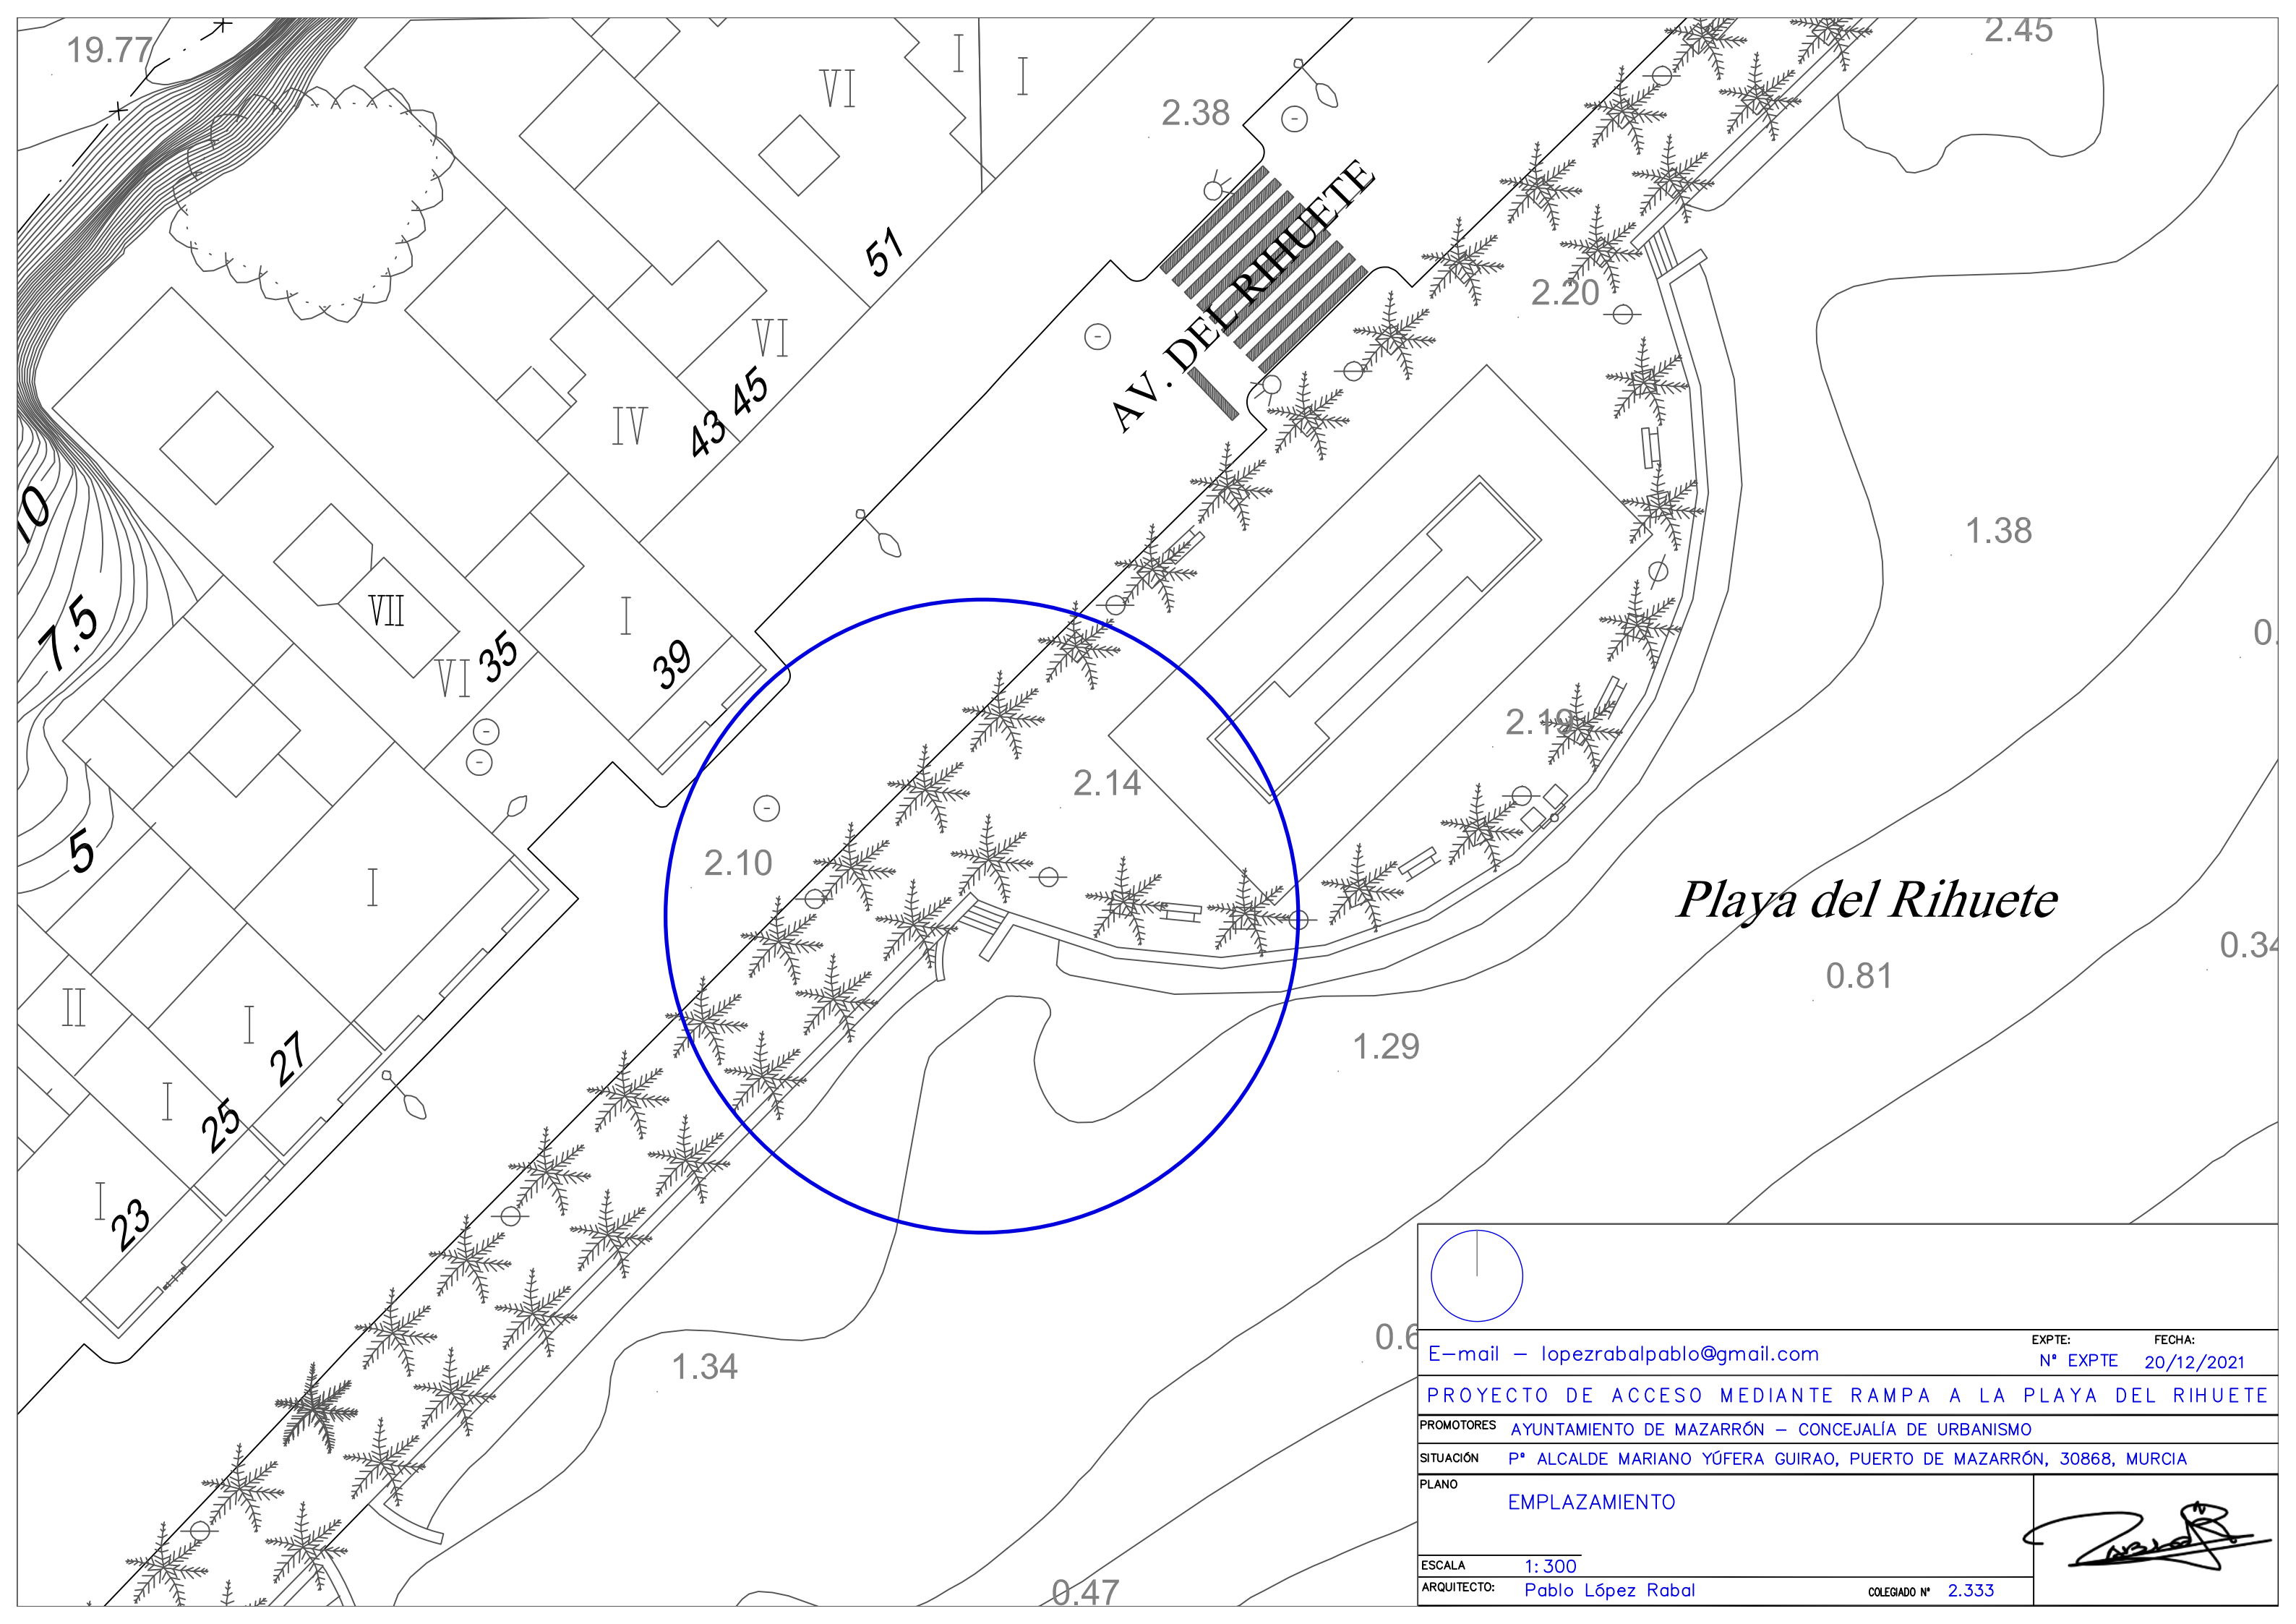 19.77
VI
I
I
2.38
2.45
51
AV. DEL RIHUETE
2.20
VI
IV
43
45
10
1.38
VII
7.5
VI
35
I
39
2.19
2.14
5
2.10
I
Playa del Rihuete
0.81
II
I
27
1.29
I
25
I
23
1.34
0.47
E-mail - lopezrabalpablo@gmail.com
EXPTE:
FECHA:
Nº EXPTE
20/12/2021
PROYECTO DE ACCESO MEDIANTE RAMPA A LA PLAYA DEL RIHUETE
PROMOTORES AYUNTAMIENTO DE MAZARRÓN - CONCEJALÍA DE URBANISMO
SITUACIÓN Pº ALCALDE MARIANO YÚFERA GUIRAO, PUERTO DE MAZARRÓN, 30868, MURCIA
PLANO
EMPLAZAMIENTO
ESCALA 1:300
ARQUITECTO: Pablo López Rabal
COLEGIADO Nº 2.333